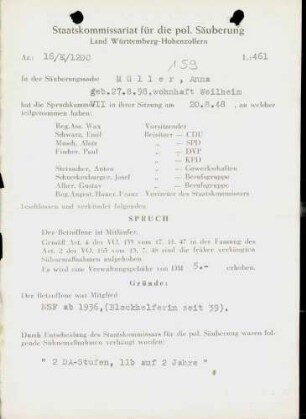 Staatskommissariat für die pol. Säuberung
Land Württemberg-Hohenzollern
Az.: 15/E/1200 L.:461
159
In der Säuberungssache Müller, Anna
geb.27.8.98,wohnhaft Weilheim
hat die Spruchkammer VII in ihrer Sitzung am 20.8.48 , an welcher
teilgenommen haben:
Reg.Ass. Wax Vorsitzender
Schwarz, Emil Beisitzer – CDU
Mauch, Alois „ – SPD
Fischer, Paul „ – DVP
„ – KPD
Steinacher, Anton „ – Gewerkschaften
Schneckenburger, Josef „ – Berufsgruppe
Alber, Gustav „ – Berufsgruppe
Reg.Angest. Hauer, Franz Vertreter des Staatskommissars
beschlossen und verkündet folgenden
SPRUCH
Der Betroffene ist Mitläufer.
Gemäß Art. 4 der VO. 133 vom 17. 11. 47 in der Fassung des
Art. 2 der VO. 158 vom 13. 7. 48 sind die früher verhängten
Sühnemaßnahmen aufgehoben
Es wird eine Verwaltungsgebühr von DM 5.- erhoben.
Gründe:
Der Betroffene war Mitglied
NSF ab 1936,(Blockhelferin seit 39).
Durch Entscheidung des Staatskommissars für die pol. Säuberung waren folgende Sühnemaßnahmen verhängt worden:
" 2 DA-Stufen, 11b auf 2 Jahre "